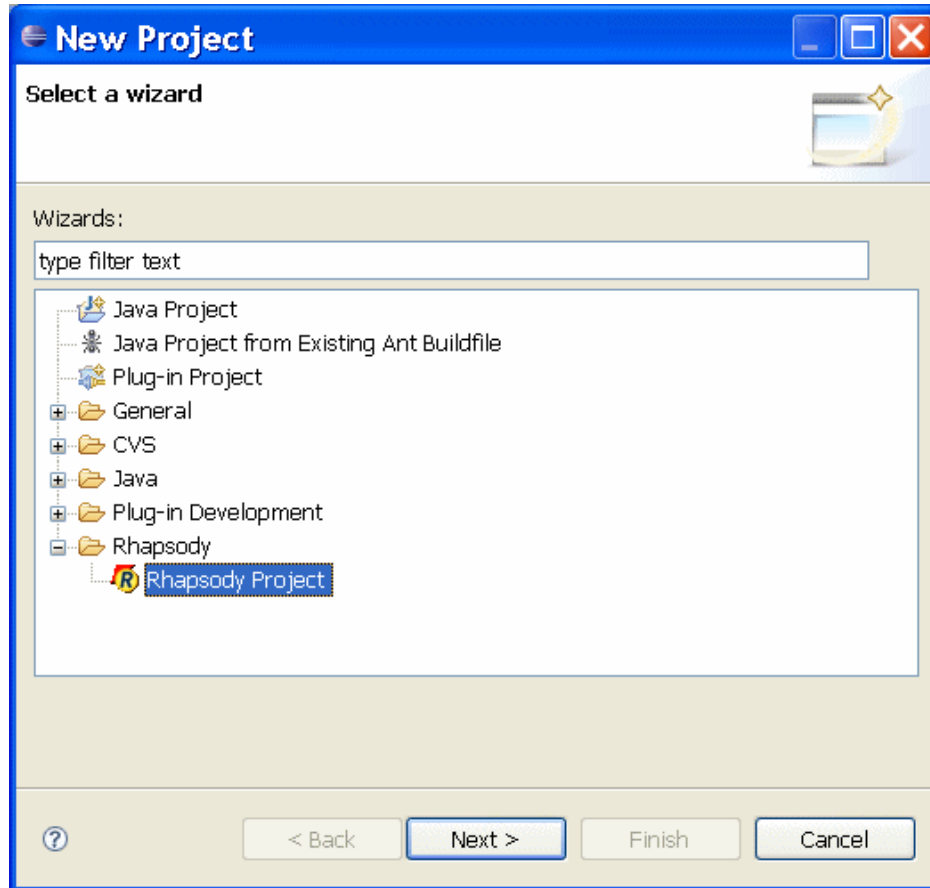 New Project
Select a wizard
Wizards:
type filter text
Java Project
Java Project from Existing Ant Buildfile
Plug-in Project
General
CVS
Java
Plug-in Development
Rhapsody
R Rhapsody Project
? < Back Next > Finish Cancel